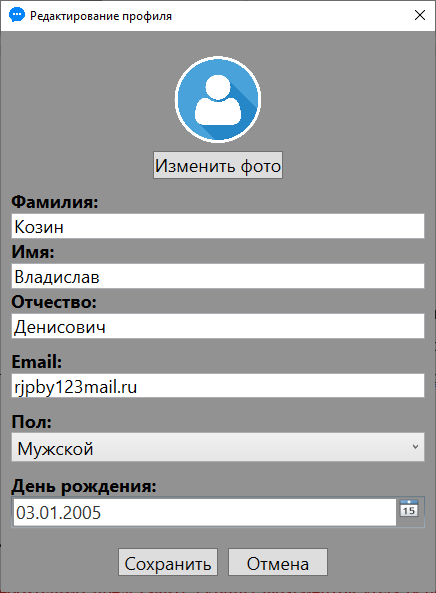 Редактирование профиля
Изменить фото
Фамилия:
Козин
Имя:
Владислав
Отчество:
Денисович
Email:
rjpby123mail.ru
Пол:
Мужской
День рождения:
03.01.2005
15
Сохранить Отмена